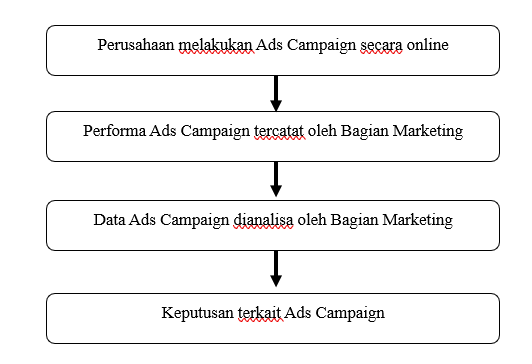 Perusahaan melakukan Ads Campaign secara online
Performa Ads Campaign tercatat oleh Bagian Marketing
Data Ads Campaign dianalisa oleh Bagian Marketing
Keputusan terkait Ads Campaign